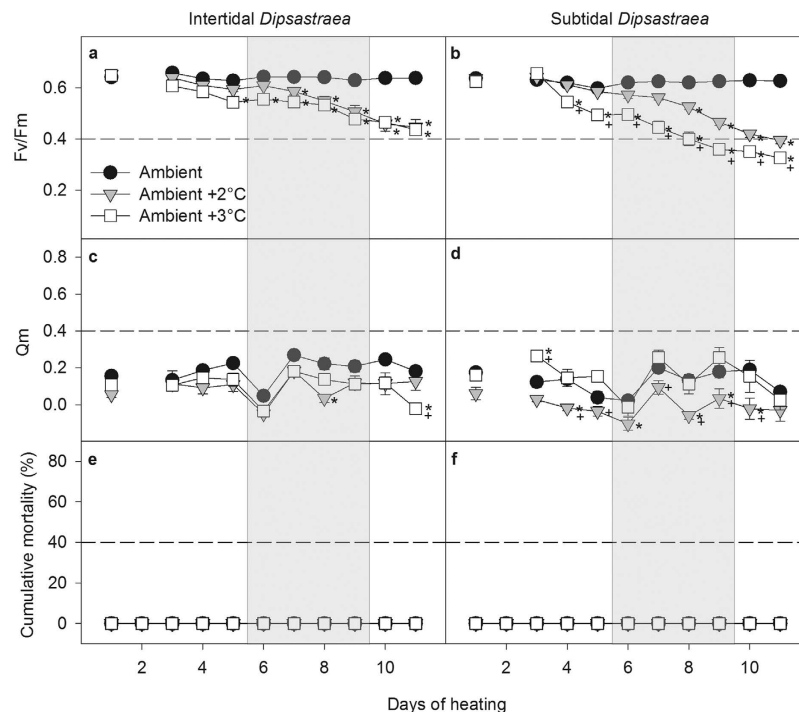 Intertidal Dipsastraea Subtidal Dipsastraea
a b
0.6
0.4
0.2
Fv/Fm
Ambient
Ambient +2°C
Ambient +3°C
c d
0.8
0.6
0.4
0.2
0.0
Qm
e f
80
60
40
20
0
Cumulative mortality (%)
2 4 6 8 10 2 4 6 8 10
Days of heating